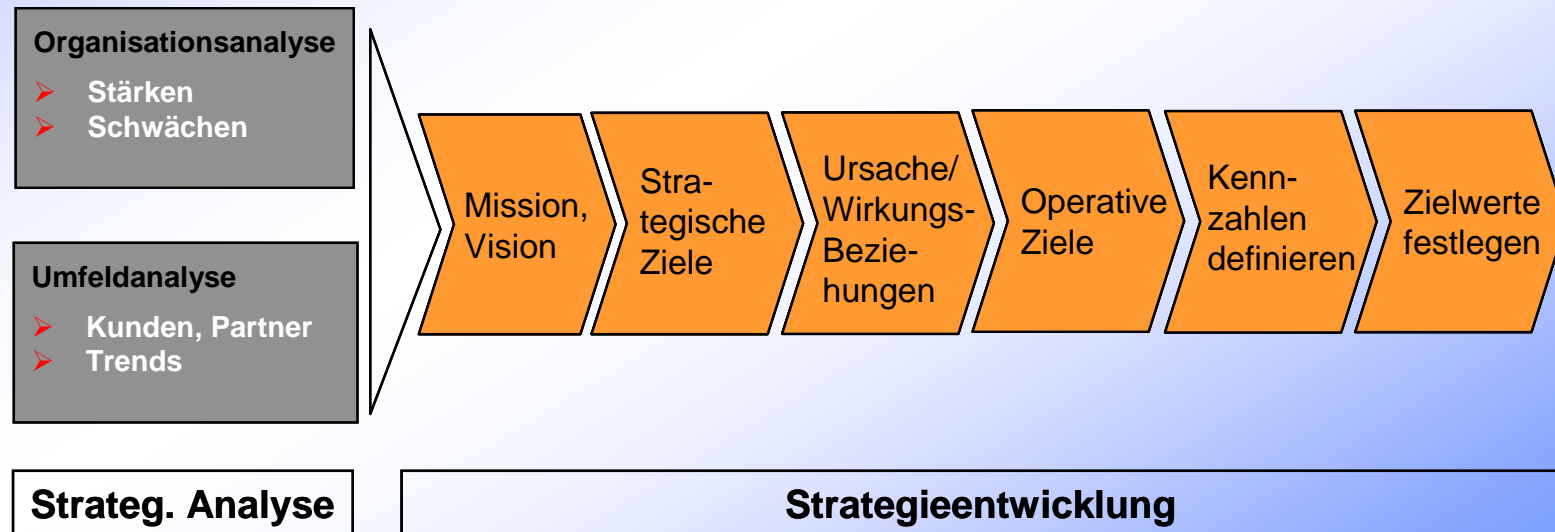 Organisationsanalyse
Stärken
Schwächen
Umfeldanalyse
Kunden, Partner
Trends
Mission,
Vision
Stra-
tegische
Ziele
Ursache/
Wirkungs-
Bezie-
hungen
Operative
Ziele
Kenn-
zahlen
definieren
Zielwerte
festlegen
Strateg. Analyse
Strategieentwicklung